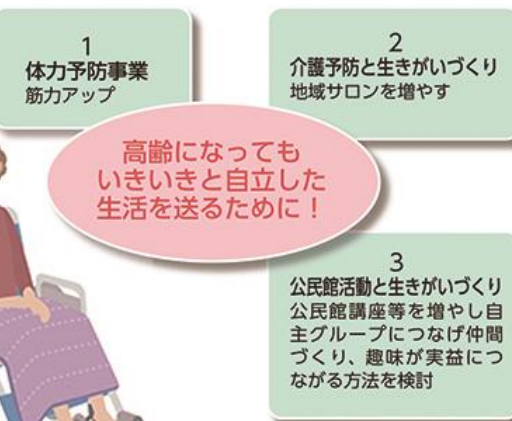 1
体力予防事業
筋力アップ
2
介護予防と生きがいづくり
地域サロンを増やす
高齢になっても
いきいきと自立した
生活を送るために！
3
公民館活動と生きがいづくり
公民館講座等を増やし自
主グループにつなげ仲間
づくり、趣味が実益につ
ながる方法を検討